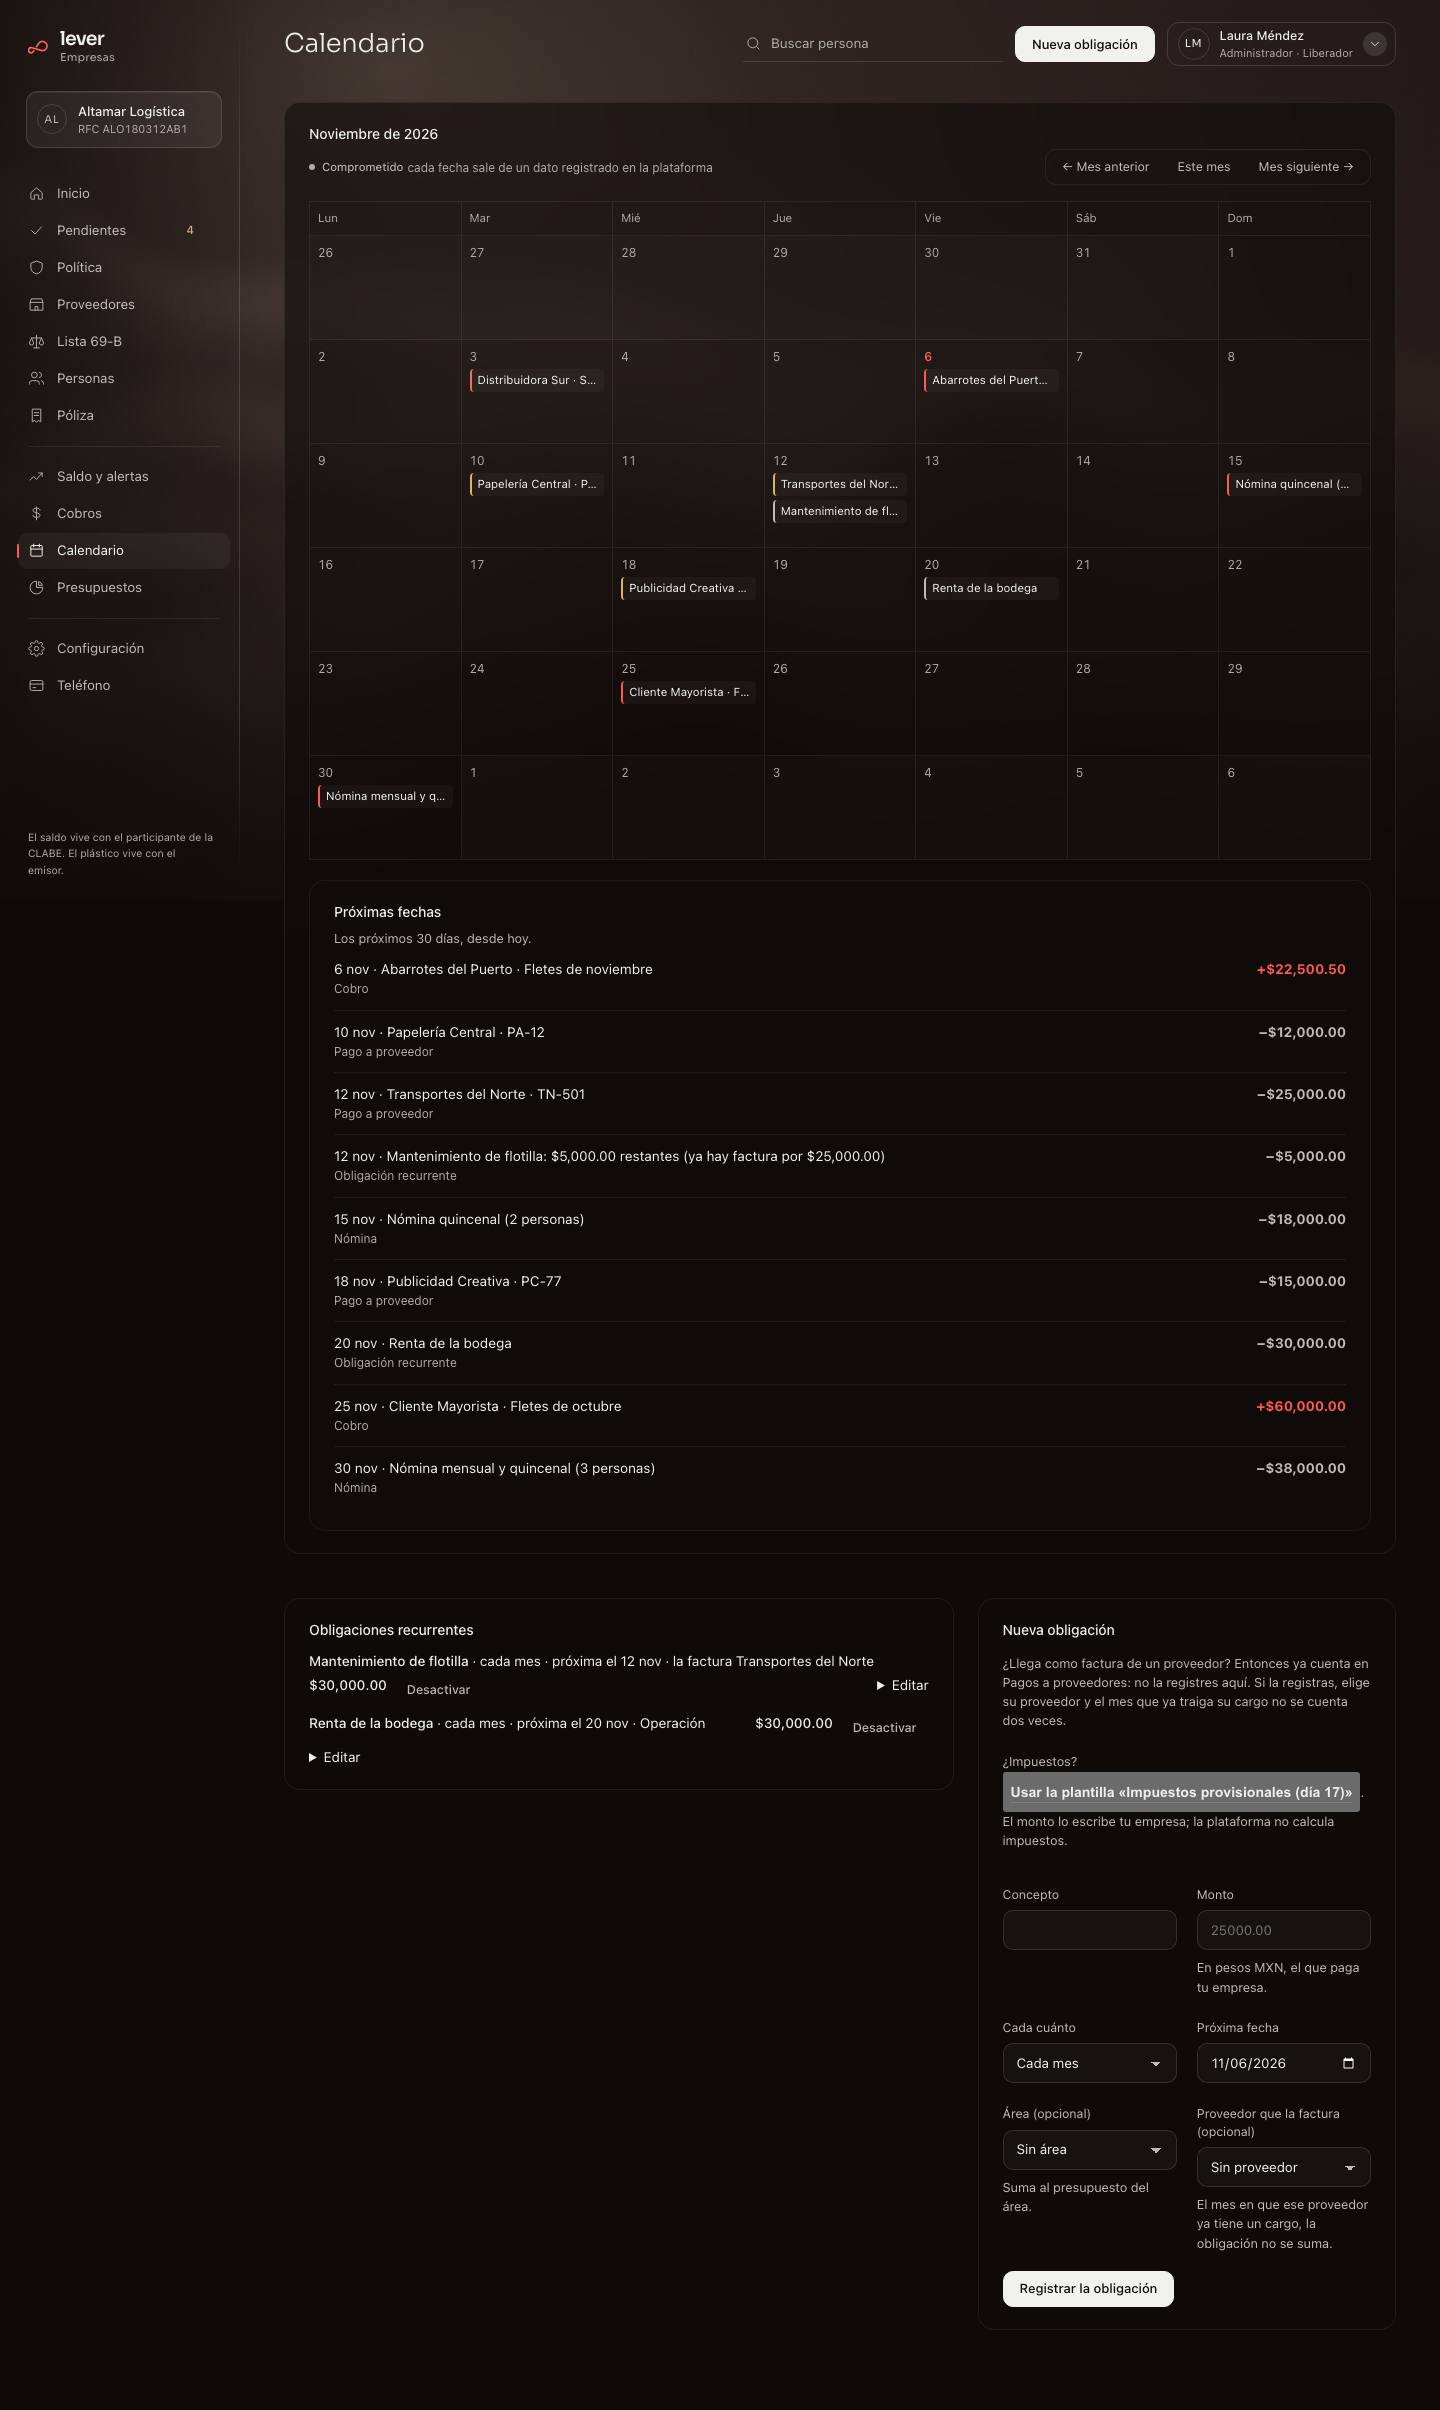 lever
Empresas
AL
Altamar Logística
RFC ALO180312AB1
Inicio
Pendientes 4
Política
Proveedores
Lista 69-B
Personas
Póliza
Saldo y alertas
Cobros
Calendario
Presupuestos
Configuración
Teléfono
El saldo vive con el participante de la
CLABE. El plástico vive con el
emisor.
Calendario
Buscar persona
Nueva obligación
LM
Laura Méndez
Administrador · Liberador
Noviembre de 2026
Comprometido cada fecha sale de un dato registrado en la plataforma
← Mes anterior Este mes Mes siguiente →
Lun Mar Mié Jue Vie Sáb Dom
26 27 28 29 30 31 1
2 3 4 5 6 7 8
Distribuidora Sur · S... Abarrotes del Puert...
9 10 11 12 13 14 15
Papelería Central · P... Transportes del Nor... Nómina quincenal (...
Mantenimiento de fl...
16 17 18 19 20 21 22
Publicidad Creativa ... Renta de la bodega
23 24 25 26 27 28 29
Cliente Mayorista · F...
30 1 2 3 4 5 6
Nómina mensual y q...
Próximas fechas
Los próximos 30 días, desde hoy.
6 nov · Abarrotes del Puerto · Fletes de noviembre +$22,500.50
Cobro
10 nov · Papelería Central · PA-12 −$12,000.00
Pago a proveedor
12 nov · Transportes del Norte · TN-501 −$25,000.00
Pago a proveedor
12 nov · Mantenimiento de flotilla: $5,000.00 restantes (ya hay factura por $25,000.00) −$5,000.00
Obligación recurrente
15 nov · Nómina quincenal (2 personas) −$18,000.00
Nómina
18 nov · Publicidad Creativa · PC-77 −$15,000.00
Pago a proveedor
20 nov · Renta de la bodega −$30,000.00
Obligación recurrente
25 nov · Cliente Mayorista · Fletes de octubre +$60,000.00
Cobro
30 nov · Nómina mensual y quincenal (3 personas) −$38,000.00
Nómina
Obligaciones recurrentes
Mantenimiento de flotilla · cada mes · próxima el 12 nov · la factura Transportes del Norte
$30,000.00 Desactivar ▶ Editar
Renta de la bodega · cada mes · próxima el 20 nov · Operación $30,000.00 Desactivar
▶ Editar
Nueva obligación
¿Llega como factura de un proveedor? Entonces ya cuenta en
Pagos a proveedores: no la registres aquí. Si la registras, elige
su proveedor y el mes que ya traiga su cargo no se cuenta
dos veces.
¿Impuestos?
Usar la plantilla «Impuestos provisionales (día 17)» .
El monto lo escribe tu empresa; la plataforma no calcula
impuestos.
Concepto Monto
25000.00
En pesos MXN, el que paga
tu empresa.
Cada cuánto Próxima fecha
Cada mes 11/06/2026
Área (opcional)
Sin área
Suma al presupuesto del
área.
Proveedor que la factura
(opcional)
Sin proveedor
El mes en que ese proveedor
ya tiene un cargo, la
obligación no se suma.
Registrar la obligación